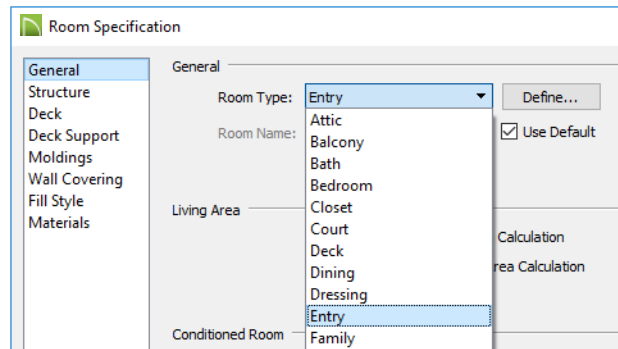 Room Specification
General
Structure
Deck
Deck Support
Moldings
Wall Covering
Fill Style
Materials
General
Room Type:
Entry
Define...
Room Name:
Use Default
Attic
Balcony
Bath
Bedroom
Closet
Court
Deck
Dining
Dressing
Entry
Family
Living Area
Calculation
rea Calculation
Conditioned Room